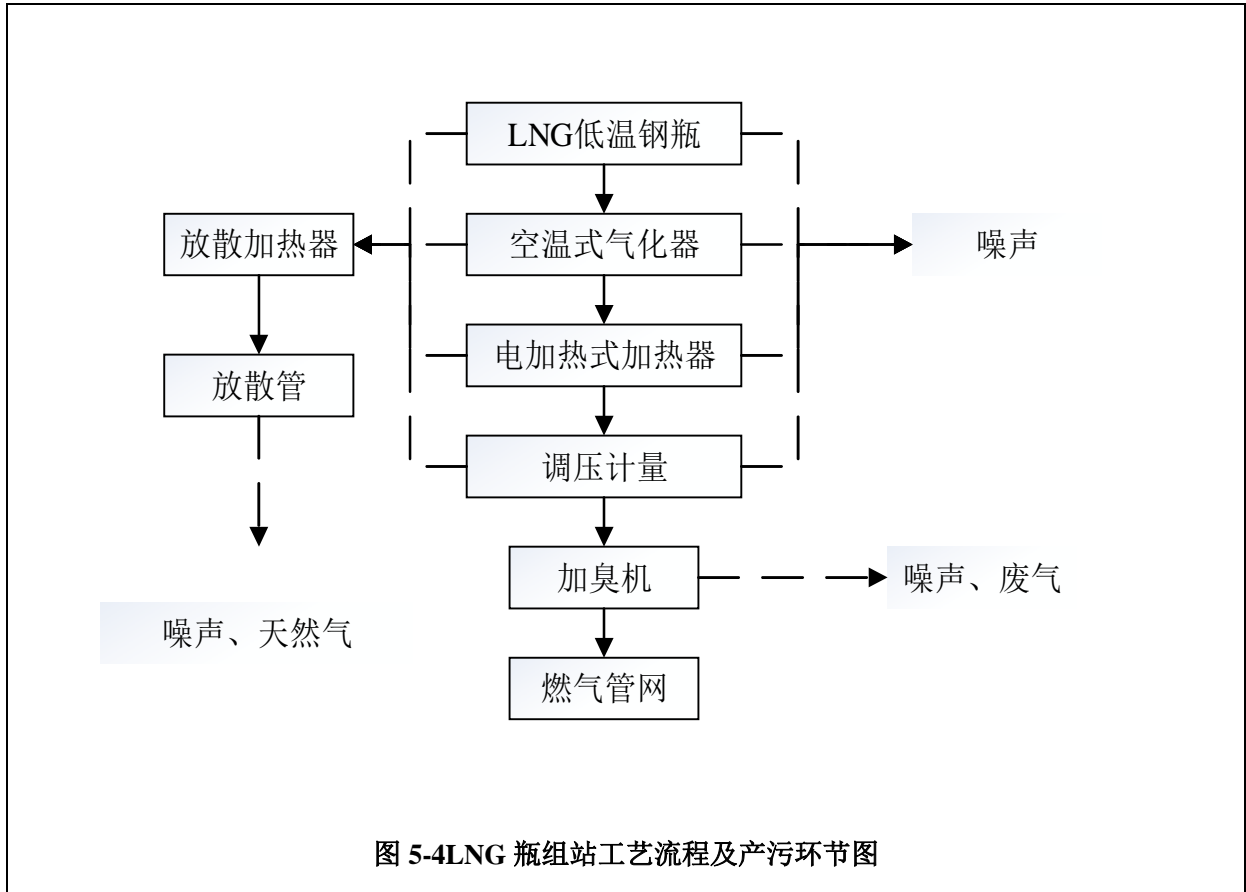 LNG低温钢瓶
放散加热器
空温式气化器
噪声
电加热式加热器
放散管
调压计量
加臭机
噪声、废气
噪声、天然气
燃气管网
图 5-4LNG 瓶组站工艺流程及产污环节图